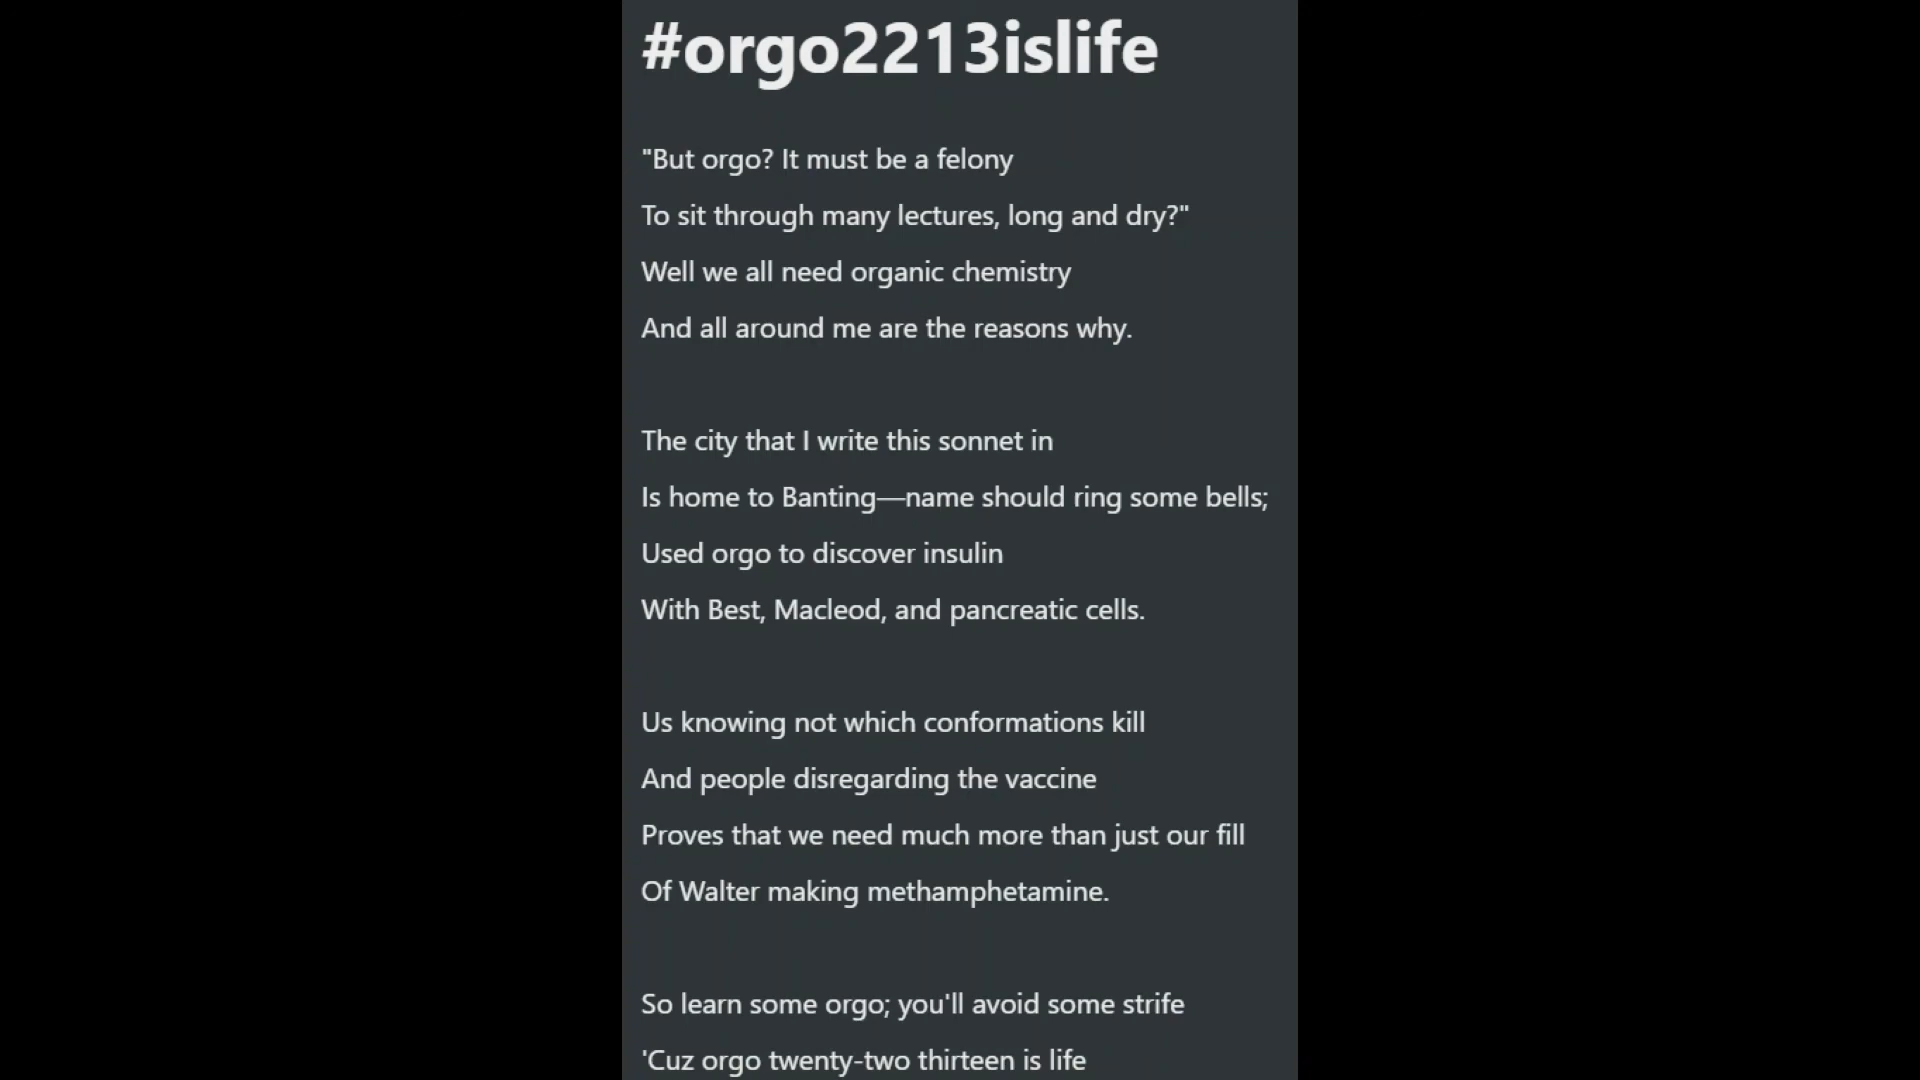 #orgo2213islife
"But orgo? It must be a felony
To sit through many lectures, long and dry?"
Well we all need organic chemistry
And all around me are the reasons why.
The city that I write this sonnet in
Is home to Banting—name should ring some bells;
Used orgo to discover insulin
With Best, Macleod, and pancreatic cells.
Us knowing not which conformations kill
And people disregarding the vaccine
Proves that we need much more than just our fill
Of Walter making methamphetamine.
So learn some orgo; you'll avoid some strife
'Cuz orgo twenty-two thirteen is life